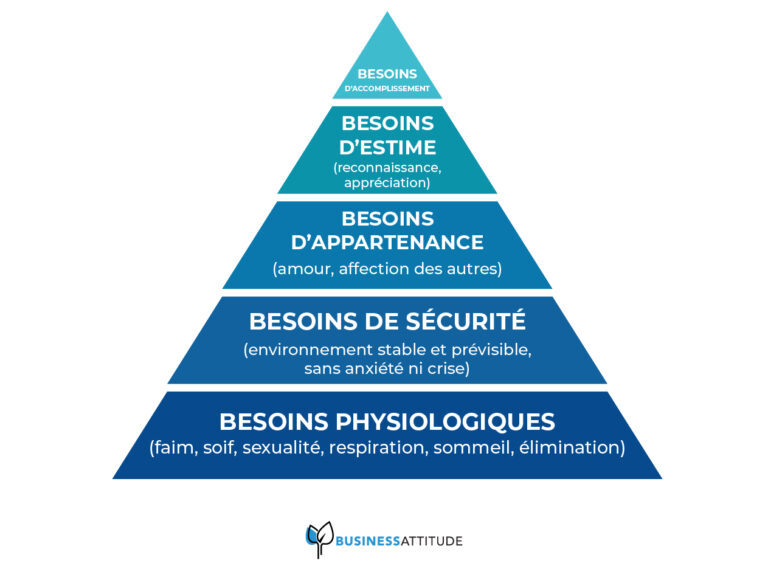 BESOINS
D'ACCOMPLISSEMENT
BESOINS
D'ESTIME
(reconnaissance,
appréciation)
BESOINS
D'APPARTENANCE
(amour, affection des autres)
BESOINS DE SÉCURITÉ
(environnement stable et prévisible,
sans anxiété ni crise)
BESOINS PHYSIOLOGIQUES
(faim, soif, sexualité, respiration, sommeil, élimination)
BUSINESSATTITUDE